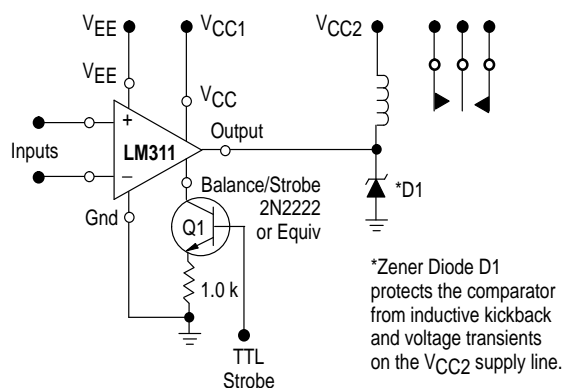 VEE
VCC1
VCC2
VEE
VCC
+
Output
Inputs
LM311
–
Balance/Strobe
*D1
Gnd
2N2222
Q1
or Equiv
1.0 k
*Zener Diode D1
protects the comparator
from inductive kickback
and voltage transients
on the VCC2 supply line.
TTL
Strobe